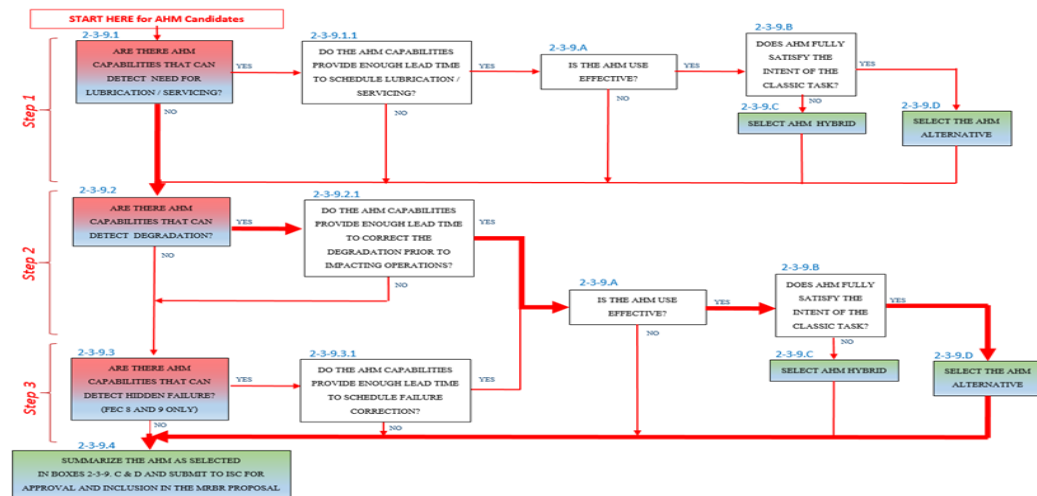 START HERE for AHM Candidates
Step 1
2-3-9.1
ARE THERE AHM
CAPABILITIES THAT CAN
DETECT NEED FOR
LUBRICATION / SERVICING?
YES
NO
2-3-9.1.1
DO THE AHM CAPABILITIES
PROVIDE ENOUGH LEAD TIME
TO SCHEDULE LUBRICATION /
SERVICING?
YES
NO
2-3-9.A
IS THE AHM USE
EFFECTIVE?
YES
NO
2-3-9.B
DOES AHM FULLY
SATISFY THE
INTENT OF THE
CLASSIC TASK?
YES
NO
2-3-9.C
SELECT AHM HYBRID
2-3-9.D
SELECT THE AHM
ALTERNATIVE
Step 2
2-3-9.2
ARE THERE AHM
CAPABILITIES THAT CAN
DETECT DEGRADATION?
YES
NO
2-3-9.2.1
DO THE AHM CAPABILITIES
PROVIDE ENOUGH LEAD TIME
TO CORRECT THE
DEGRADATION PRIOR TO
IMPACTING OPERATIONS?
YES
NO
2-3-9.A
IS THE AHM USE
EFFECTIVE?
YES
NO
2-3-9.B
DOES AHM FULLY
SATISFY THE
INTENT OF THE
CLASSIC TASK?
YES
NO
2-3-9.C
SELECT AHM HYBRID
2-3-9.D
SELECT THE AHM
ALTERNATIVE
Step 3
2-3-9.3
ARE THERE AHM
CAPABILITIES THAT CAN
DETECT HIDDEN FAILURE?
(FEC 8 AND 9 ONLY)
YES
NO
2-3-9.3.1
DO THE AHM CAPABILITIES
PROVIDE ENOUGH LEAD TIME
TO SCHEDULE FAILURE
CORRECTION?
YES
NO
2-3-9.4
SUMMARIZE THE AHM AS SELECTED
IN BOXES 2-3-9. C & D AND SUBMIT TO ISC FOR
APPROVAL AND INCLUSION IN THE MRBR PROPOSAL